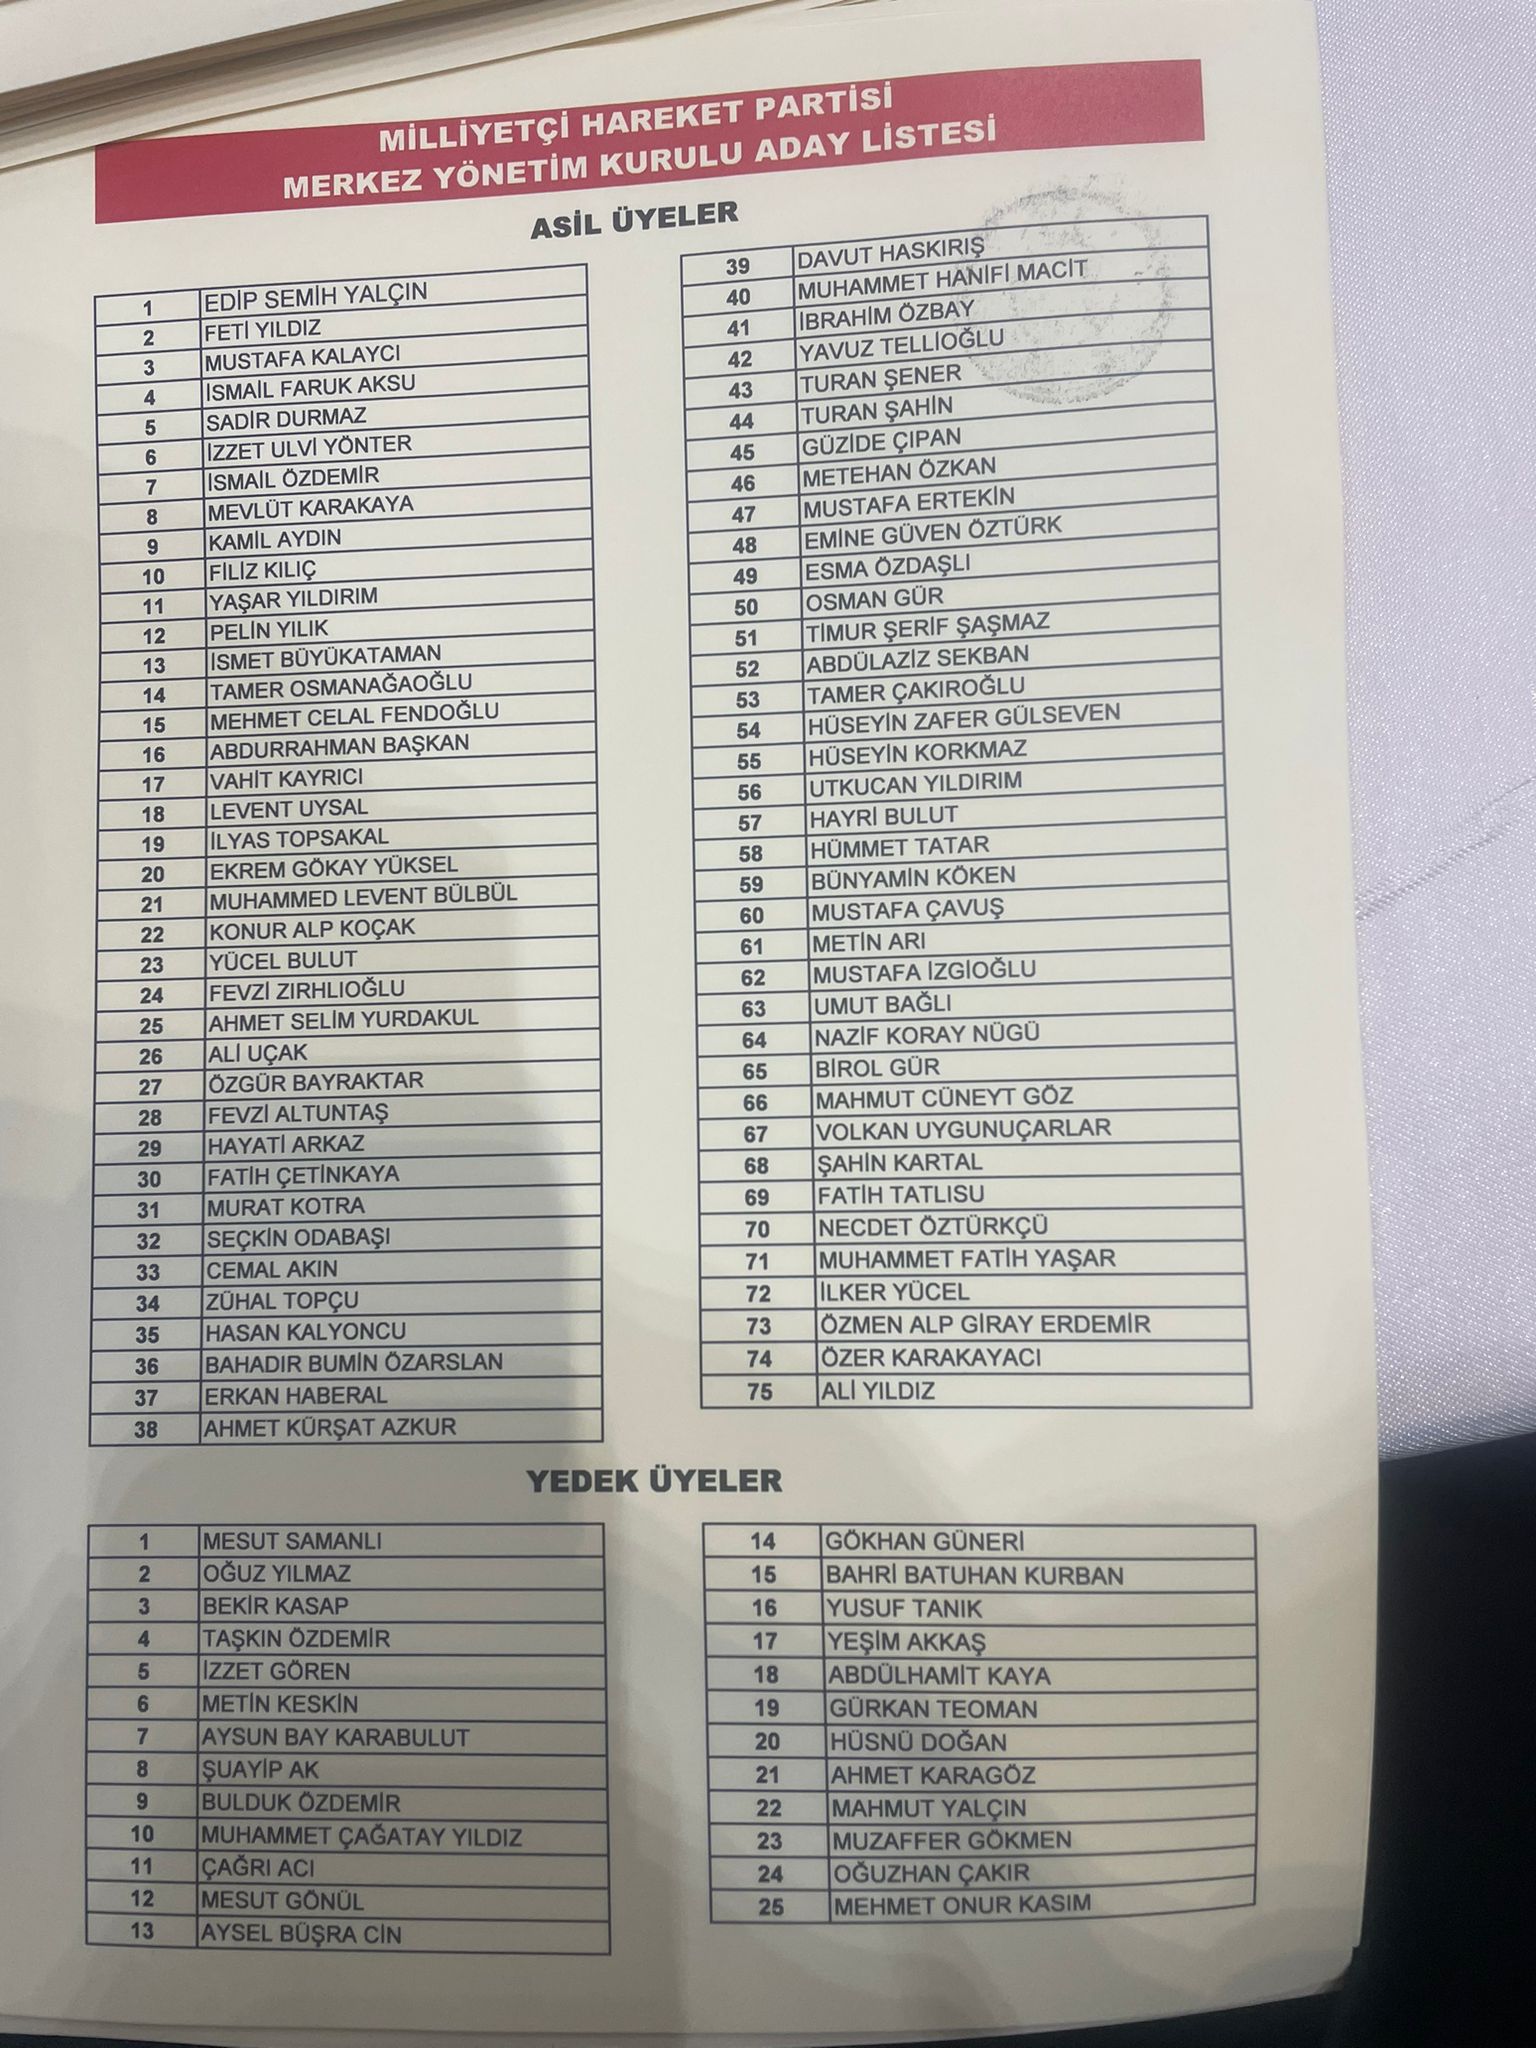 MİLLİYETÇİ HAREKET PARTİSİ
MERKEZ YÖNETİM KURULU ADAY LİSTESİ
ASİL ÜYELER
1 EDİP SEMİH YALÇIN
2 FETİ YILDIZ
3 MUSTAFA KALAYCI
4 İSMAİL FARUK AKSU
5 SADİR DURMAZ
6 İZZET ULVİ YÖNTER
7 İSMAİL ÖZDEMİR
8 MEVLÜT KARAKAYA
9 KAMİL AYDIN
10 FİLİZ KILIÇ
11 YAŞAR YILDIRIM
12 PELİN YILIK
13 İSMET BÜYÜKATAMAN
14 TAMER OSMANAĞAOĞLU
15 MEHMET CELAL FENDOĞLU
16 ABDURRAHMAN BAŞKAN
17 VAHİT KAYRICI
18 LEVENT UYSAL
19 İLYAS TOPSAKAL
20 EKREM GÖKAY YÜKSEL
21 MUHAMMED LEVENT BÜLBÜL
22 KONUR ALP KOÇAK
23 YÜCEL BULUT
24 FEVZİ ZIRHLIOĞLU
25 AHMET SELİM YURDAKUL
26 ALİ UÇAK
27 ÖZGÜR BAYRAKTAR
28 FEVZİ ALTUNTAŞ
29 HAYATİ ARKAZ
30 FATİH ÇETİNKAYA
31 MURAT KOTRA
32 SEÇKİN ODABAŞI
33 CEMAL AKIN
34 ZÜHAL TOPÇU
35 HASAN KALYONCU
36 BAHADIR BUMİN ÖZARSLAN
37 ERKAN HABERAL
38 AHMET KÜRŞAT AZKUR
39 DAVUT HASKIRIŞ
40 MUHAMMET HANİFİ MACİT
41 İBRAHİM ÖZBAY
42 YAVUZ TELLİOĞLU
43 TURAN ŞENER
44 TURAN ŞAHİN
45 GÜZİDE ÇIPAN
46 METEHAN ÖZKAN
47 MUSTAFA ERTEKİN
48 EMİNE GÜVEN ÖZTÜRK
49 ESMA ÖZDAŞLI
50 OSMAN GÜR
51 TİMUR ŞERİF ŞAŞMAZ
52 ABDÜLAZİZ SEKBAN
53 TAMER ÇAKIROĞLU
54 HÜSEYİN ZAFER GÜLSEVEN
55 HÜSEYİN KORKMAZ
56 UTKUCAN YILDIRIM
57 HAYRİ BULUT
58 HÜMMET TATAR
59 BÜNYAMİN KÖKEN
60 MUSTAFA ÇAVUŞ
61 METİN ARI
62 MUSTAFA İZGİOĞLU
63 UMUT BAĞLI
64 NAZİF KORAY NÜGÜ
65 BİROL GÜR
66 MAHMUT CÜNEYT GÖZ
67 VOLKAN UYGUNUÇARLAR
68 ŞAHİN KARTAL
69 FATİH TATLISU
70 NECDET ÖZTÜRKÇÜ
71 MUHAMMET FATİH YAŞAR
72 İLKER YÜCEL
73 ÖZMEN ALP GİRAY ERDEMİR
74 ÖZER KARAKAYACI
75 ALİ YILDIZ
YEDEK ÜYELER
1 MESUT SAMANLI
2 OĞUZ YILMAZ
3 BEKİR KASAP
4 TAŞKIN ÖZDEMİR
5 İZZET GÖREN
6 METİN KESKİN
7 AYSUN BAY KARABULUT
8 ŞUAYİP AK
9 BULDUK ÖZDEMİR
10 MUHAMMET ÇAĞATAY YILDIZ
11 ÇAĞRI ACI
12 MESUT GÖNÜL
13 AYSEL BÜŞRA CİN
14 GÖKHAN GÜNERİ
15 BAHRİ BATUHAN KURBAN
16 YUSUF TANIK
17 YEŞİM AKKAŞ
18 ABDÜLHAMİT KAYA
19 GÜRKAN TEOMAN
20 HÜSNÜ DOĞAN
21 AHMET KARAGÖZ
22 MAHMUT YALÇIN
23 MUZAFFER GÖKMEN
24 OĞUZHAN ÇAKIR
25 MEHMET ONUR KASIM